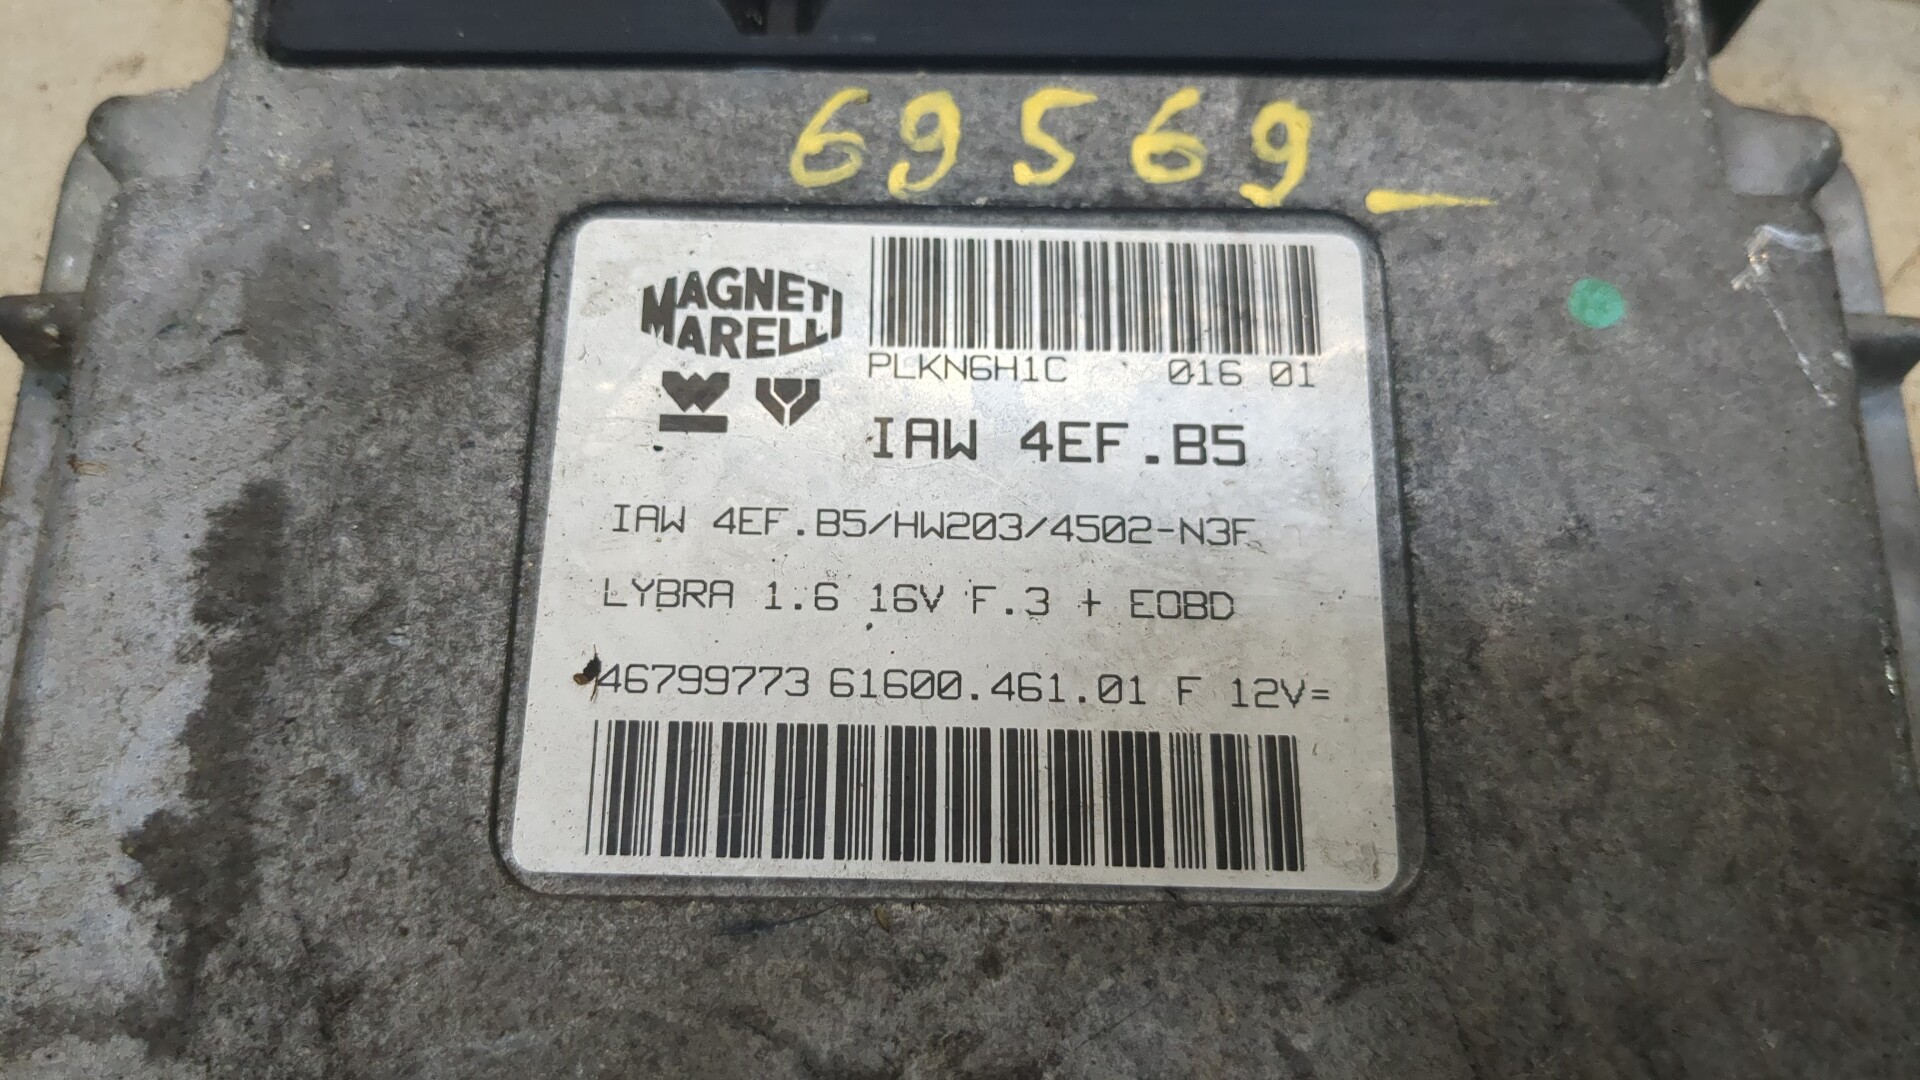 69569_
MAGNETI
MARELLI
PLKN6H1C 016 01
IAW 4EF.B5
IAW 4EF.B5/HW203/4502-N3F
LYBRA 1.6 16V F.3 + EOBD
46799773 61600.461.01 F 12V=